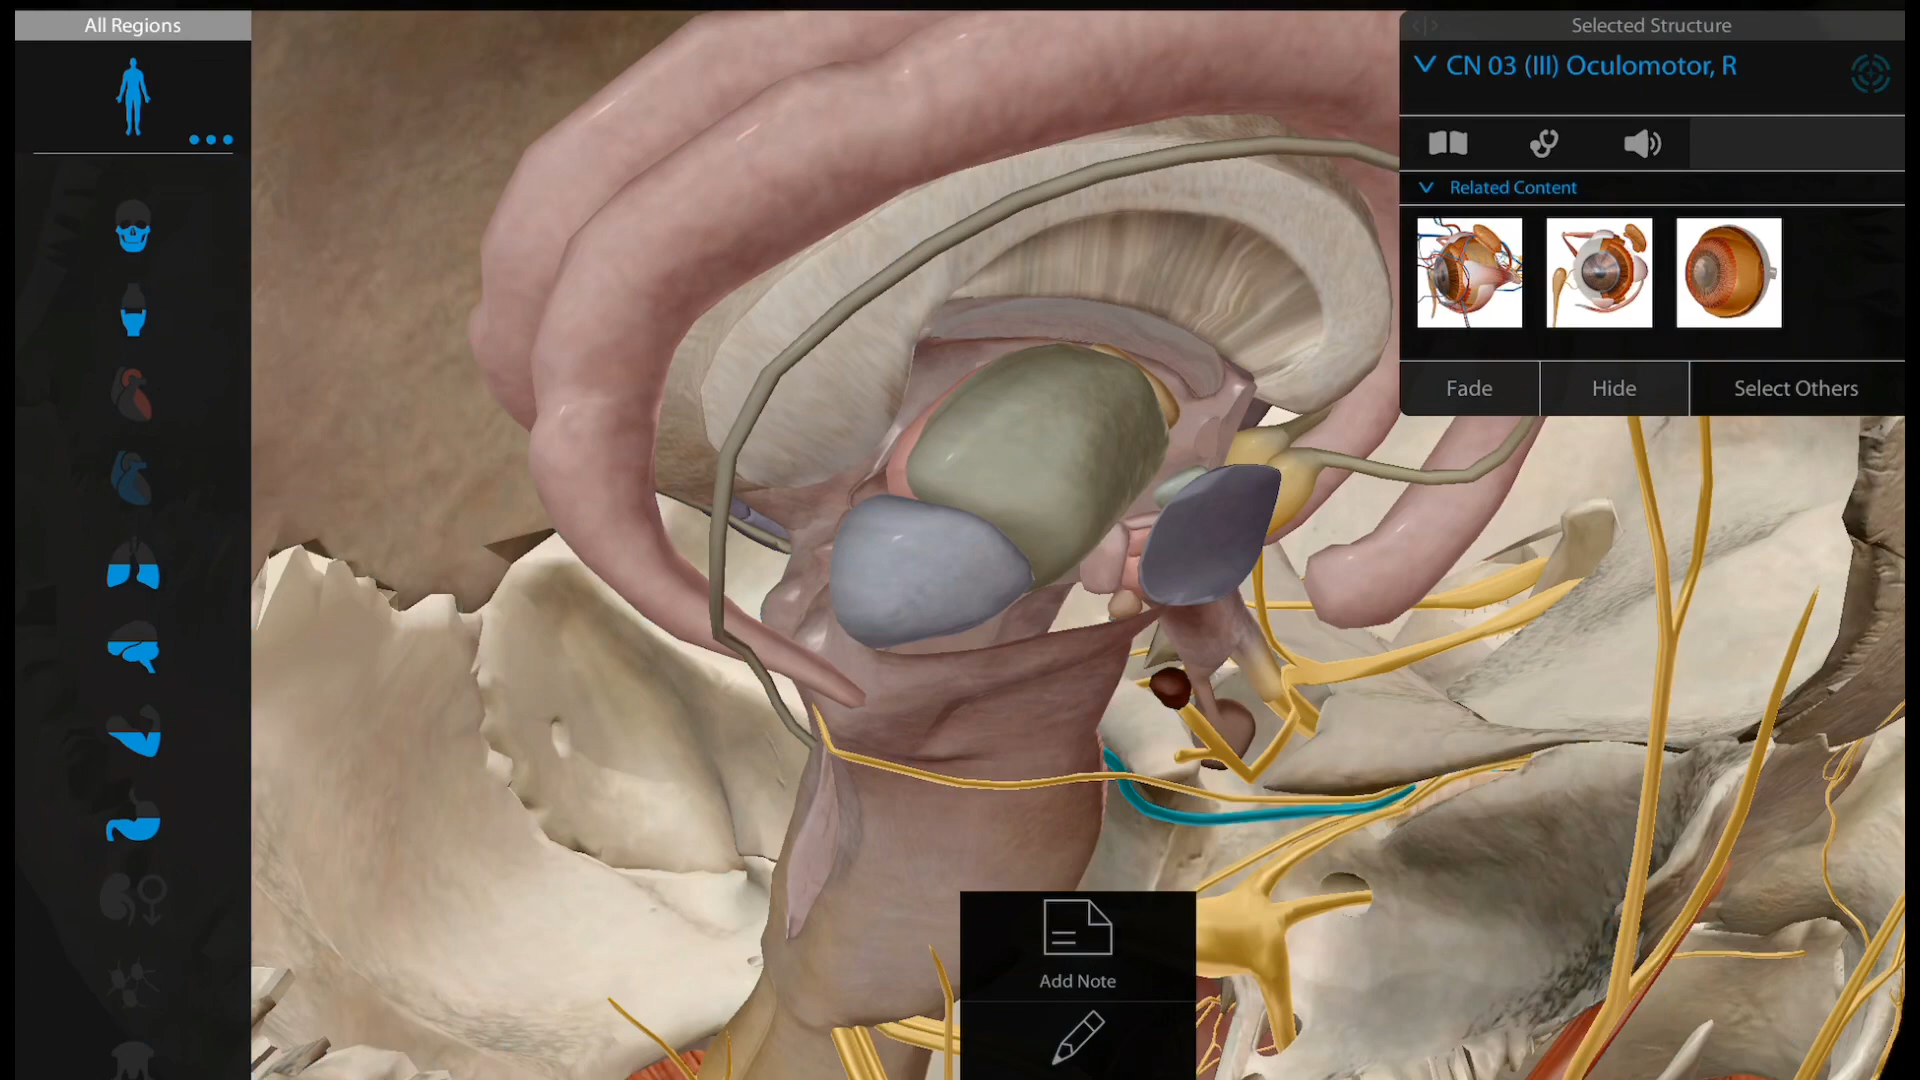 All Regions
Selected Structure
CN 03 (III) Oculomotor, R
Related Content
Fade
Hide
Select Others
Add Note